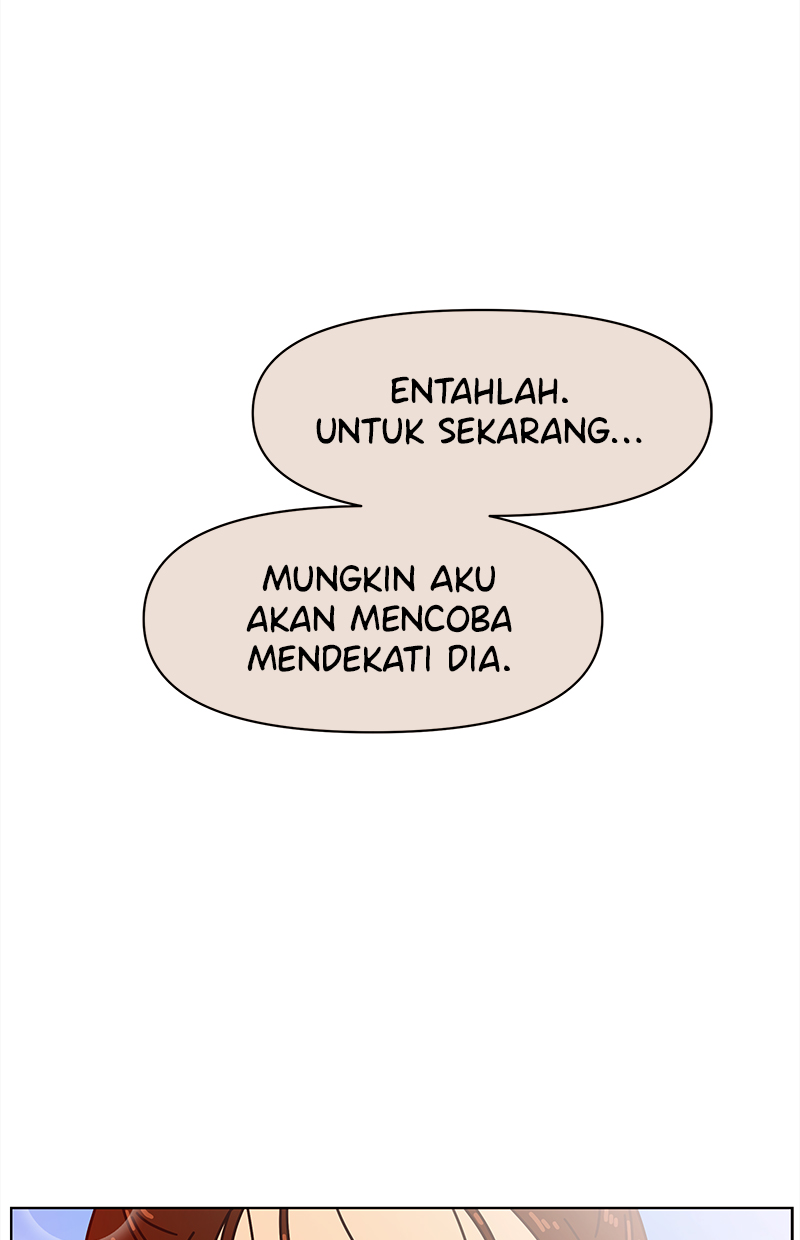 ENTAHLAH.
UNTUK SEKARANG...
MUNGKIN AKU
AKAN MENCOBA
MENDEKATI DIA.